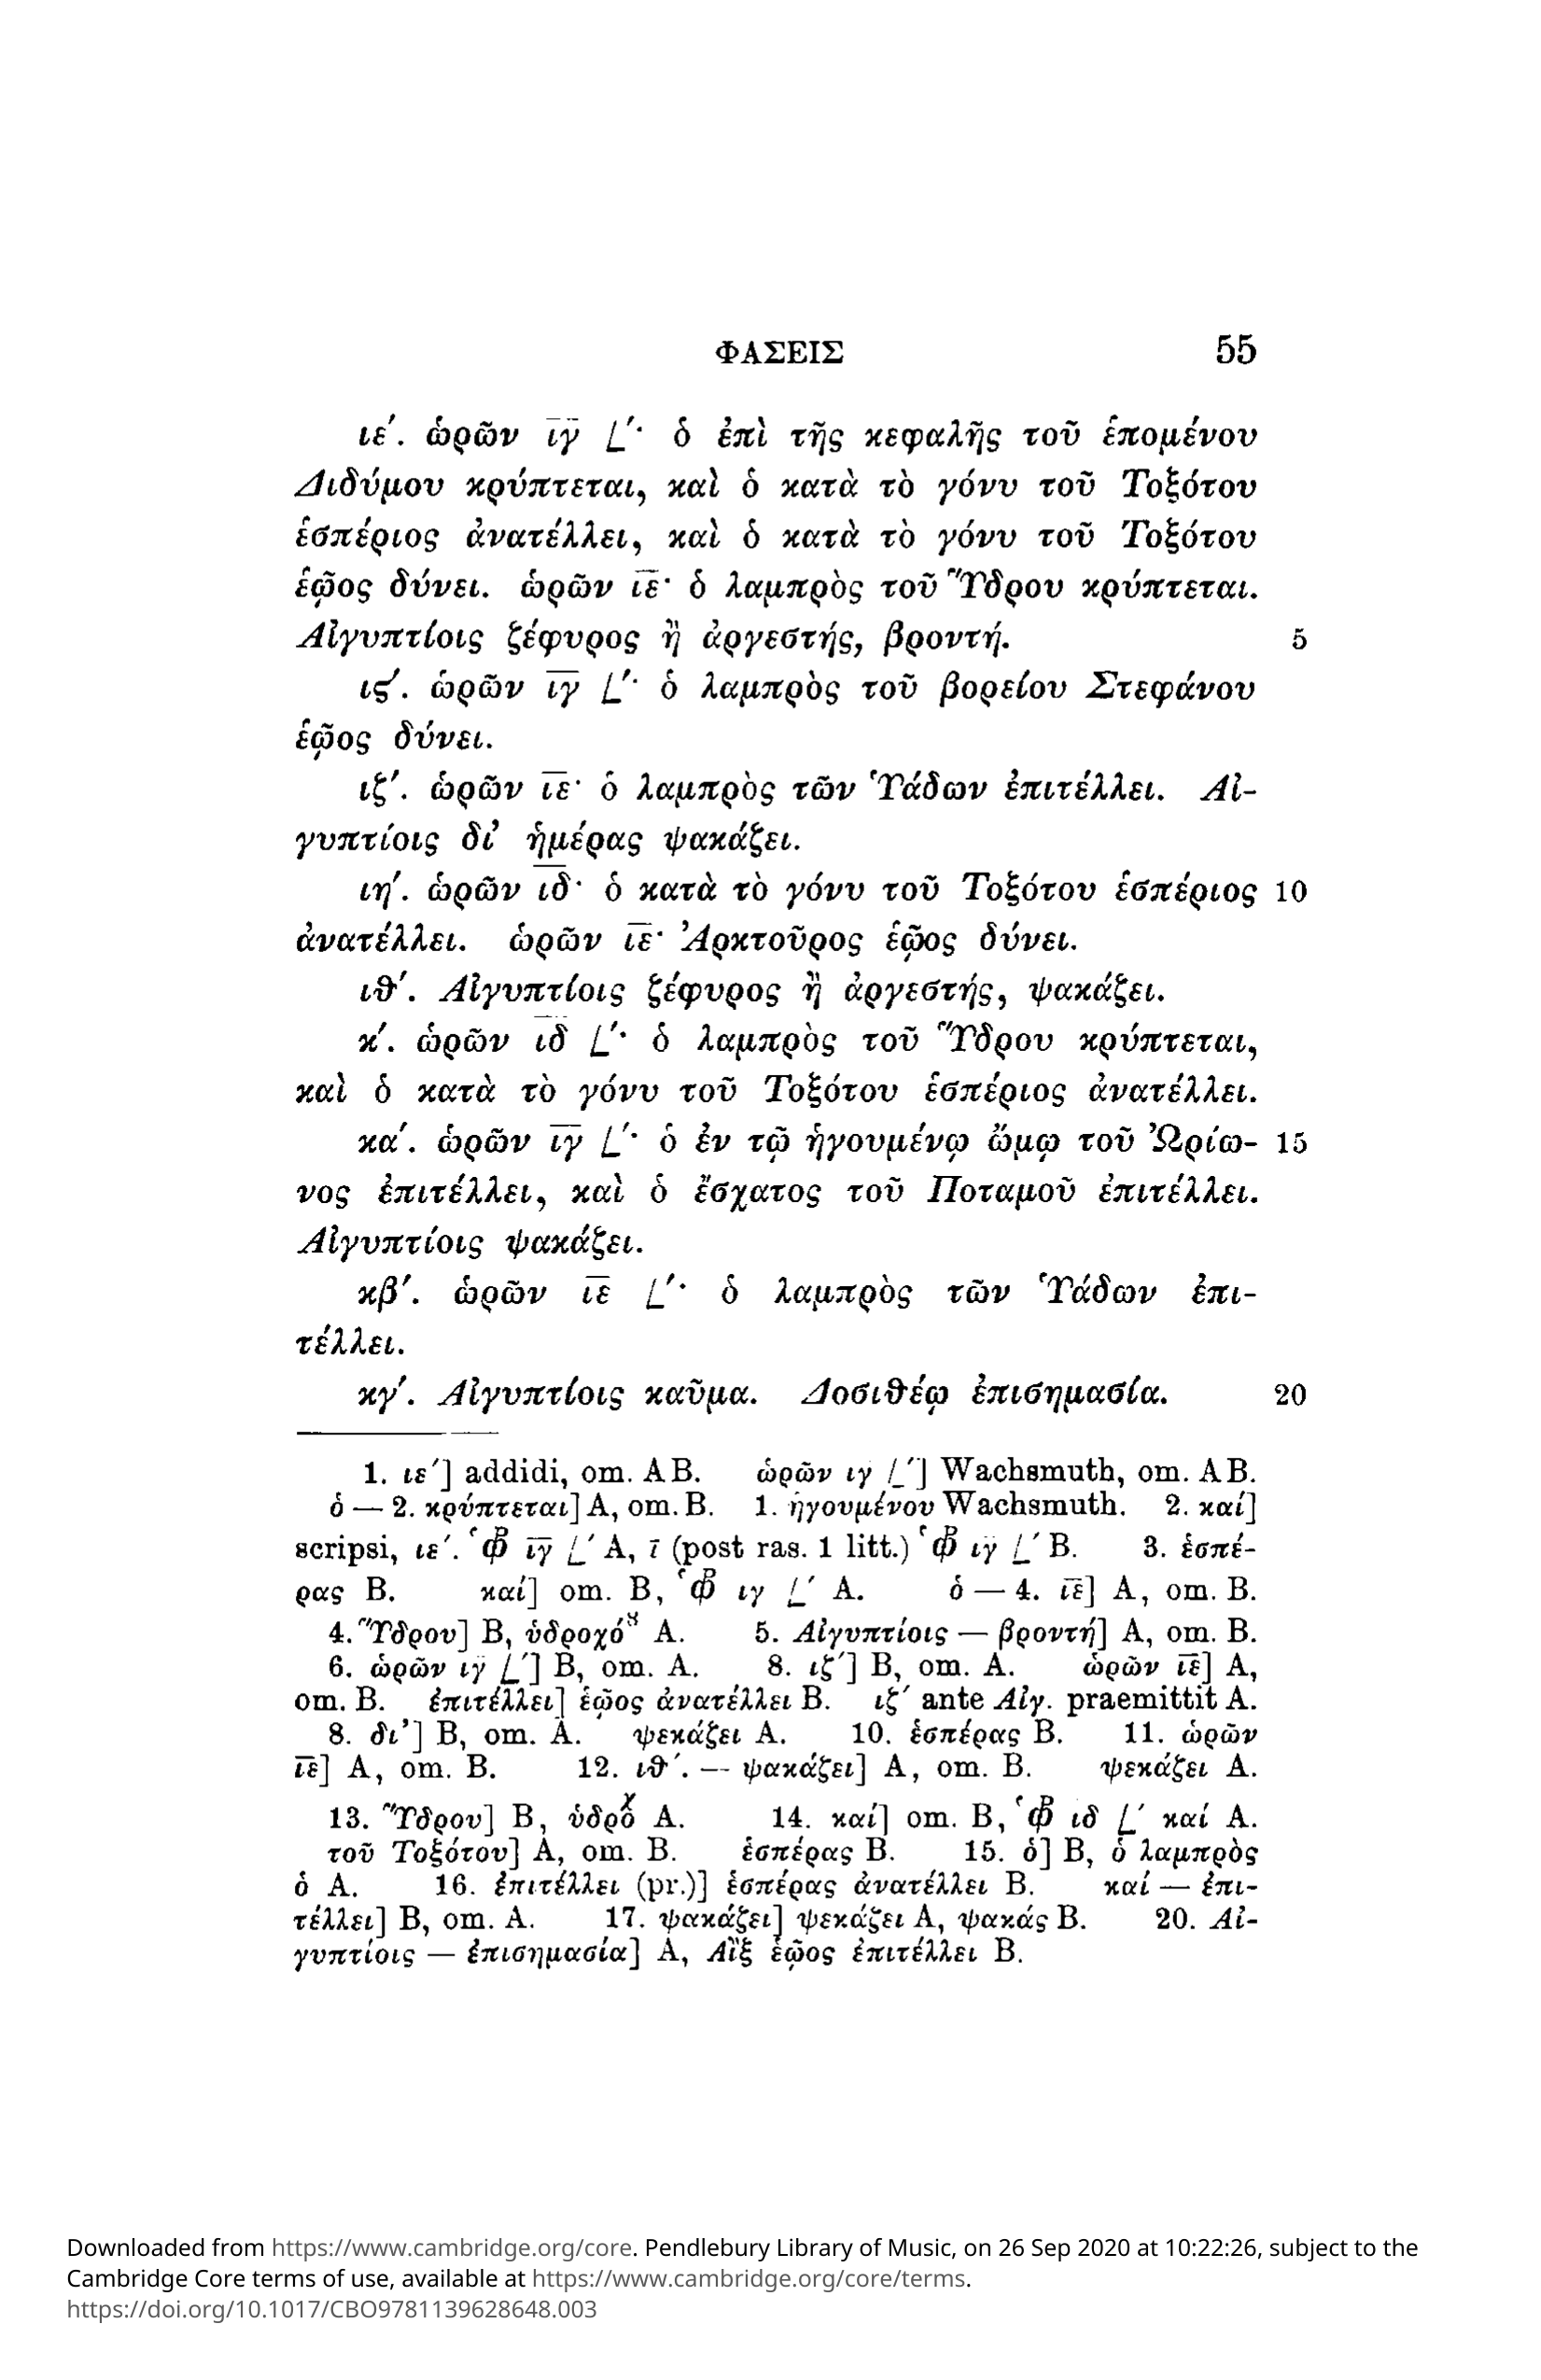 ΦΑΣΕΙΣ 55
ιε′. ὡρῶν ι̅γ̅ 𐅵′· ὁ ἐπὶ τῆς κεφαλῆς τοῦ ἑπομένου
Διδύμου κρύπτεται, καὶ ὁ κατὰ τὸ γόνυ τοῦ Τοξότου
ἑσπέριος ἀνατέλλει, καὶ ὁ κατὰ τὸ γόνυ τοῦ Τοξότου
ἑῷος δύνει. ὡρῶν ι̅ε̅· ὁ λαμπρὸς τοῦ Ὕδρου κρύπτεται.
Αἰγυπτίοις ζέφυρος ἢ ἀργεστής, βροντή. 5
ιϛ′. ὡρῶν ι̅γ̅ 𐅵′· ὁ λαμπρὸς τοῦ βορείου Στεφάνου
ἑῷος δύνει.
ιζ′. ὡρῶν ι̅ε̅· ὁ λαμπρὸς τῶν Ὑάδων ἐπιτέλλει. Αἰ-
γυπτίοις δι’ ἡμέρας ψακάζει.
ιη′. ὡρῶν ι̅δ̅· ὁ κατὰ τὸ γόνυ τοῦ Τοξότου ἑσπέριος 10
ἀνατέλλει. ὡρῶν ι̅ε̅· Ἀρκτοῦρος ἑῷος δύνει.
ιθ′. Αἰγυπτίοις ζέφυρος ἢ ἀργεστής, ψακάζει.
κ′. ὡρῶν ι̅δ̅ 𐅵′· ὁ λαμπρὸς τοῦ Ὕδρου κρύπτεται,
καὶ ὁ κατὰ τὸ γόνυ τοῦ Τοξότου ἑσπέριος ἀνατέλλει.
κα′. ὡρῶν ι̅γ̅ 𐅵′· ὁ ἐν τῷ ἡγουμένῳ ὤμῳ τοῦ Ὠρίω- 15
νος ἐπιτέλλει, καὶ ὁ ἔσχατος τοῦ Ποταμοῦ ἐπιτέλλει.
Αἰγυπτίοις ψακάζει.
κβ′. ὡρῶν ι̅ε̅ 𐅵′· ὁ λαμπρὸς τῶν Ὑάδων ἐπι-
τέλλει.
κγ′. Αἰγυπτίοις καῦμα. Δοσιθέῳ ἐπισημασία. 20
1. ιε′] addidi, om. AB. ὡρῶν ιγ 𐅵′] Wachsmuth, om. AB.
ὁ — 2. κρύπτεται] A, om. B. 1. ἡγουμένου Wachsmuth. 2. καί]
scripsi, ιε′. ι̅γ̅ 𐅵′ A, ι̅ (post ras. 1 litt.) ιγ 𐅵′ B. 3. ἑσπέ-
ρας B. καί] om. B, ιγ 𐅵′ A. ὁ — 4. ι̅ε̅] A, om. B.
4. Ὕδρου] B, ὑδροχόȣ A. 5. Αἰγυπτίοις — βροντή] A, om. B.
6. ὡρῶν ιγ 𐅵′] B, om. A. 8. ιζ′] B, om. A. ὡρῶν ι̅ε̅] A,
om. B. ἐπιτέλλει] ἑῷος ἀνατέλλει B. ιζ′ ante Αἰγ. praemittit A.
8. δι’] B, om. A. ψεκάζει A. 10. ἑσπέρας B. 11. ὡρῶν
ι̅ε̅] A, om. B. 12. ιθ′. — ψακάζει] A, om. B. ψεκάζει A.
13. Ὕδρου] B, ὑδροχ A. 14. καί] om. B, ιδ 𐅵′ καί A.
τοῦ Τοξότου] A, om. B. ἑσπέρας B. 15. ὁ] B, ὁ λαμπρὸς
ὁ A. 16. ἐπιτέλλει (pr.)] ἑσπέρας ἀνατέλλει B. καί — ἐπι-
τέλλει] B, om. A. 17. ψακάζει] ψεκάζει A, ψακάς B. 20. Αἰ-
γυπτίοις — ἐπισημασία] A, Αἲξ ἑῷος ἐπιτέλλει B.
Downloaded from https://www.cambridge.org/core. Pendlebury Library of Music, on 26 Sep 2020 at 10:22:26, subject to the
Cambridge Core terms of use, available at https://www.cambridge.org/core/terms.
https://doi.org/10.1017/CBO9781139628648.003